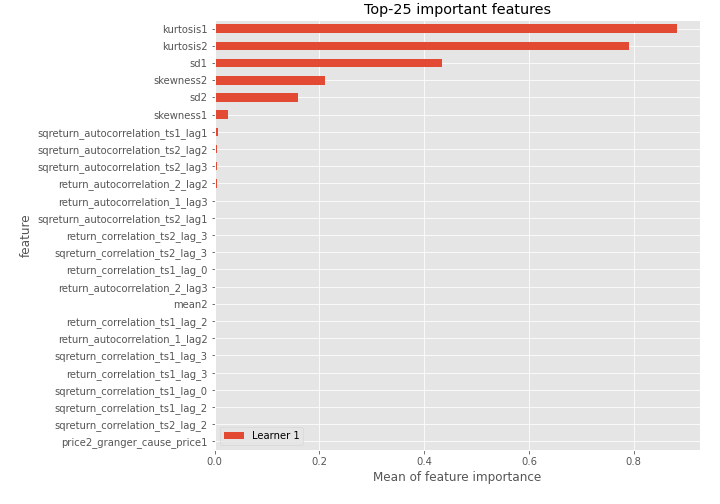 Top-25 important features
kurtosis1
kurtosis2
sd1
skewness2
sd2
skewness1
sqreturn_autocorrelation_ts1_lag1
sqreturn_autocorrelation_ts2_lag2
sqreturn_autocorrelation_ts2_lag3
return_autocorrelation_2_lag2
return_autocorrelation_1_lag3
sqreturn_autocorrelation_ts2_lag1
return_correlation_ts2_lag_3
sqreturn_correlation_ts2_lag_3
return_correlation_ts1_lag_0
return_autocorrelation_2_lag3
mean2
return_correlation_ts1_lag_2
return_autocorrelation_1_lag2
sqreturn_correlation_ts1_lag_3
return_correlation_ts1_lag_3
sqreturn_correlation_ts1_lag_0
sqreturn_correlation_ts1_lag_2
sqreturn_correlation_ts2_lag_2
price2_granger_cause_price1
feature
Learner 1
0.0 0.2 0.4 0.6 0.8
Mean of feature importance